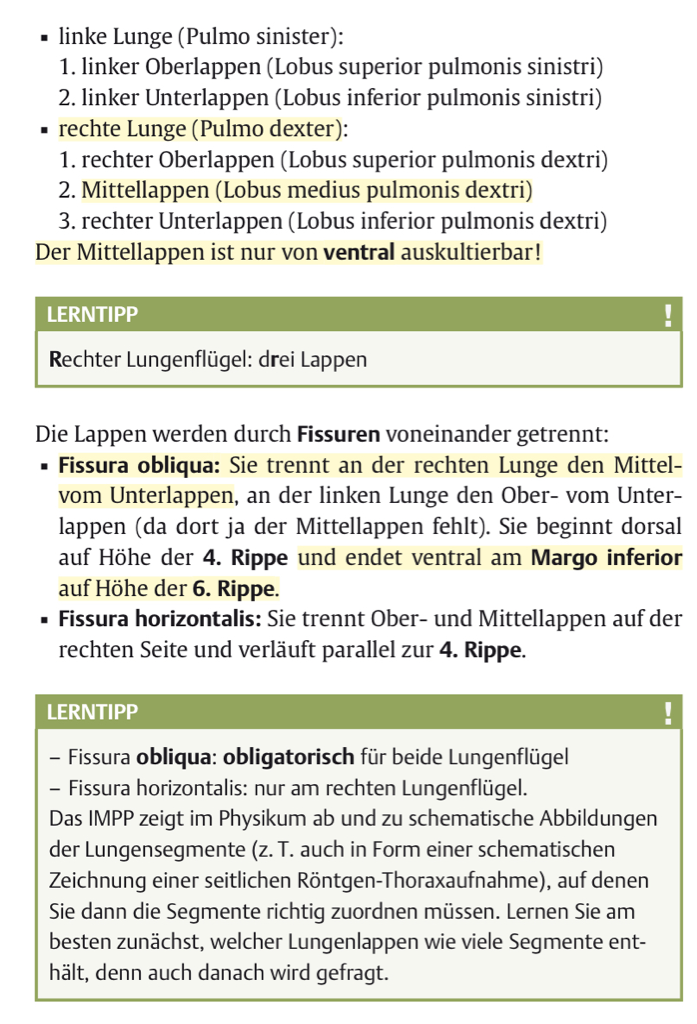 ▪ linke Lunge (Pulmo sinister):
1. linker Oberlappen (Lobus superior pulmonis sinistri)
2. linker Unterlappen (Lobus inferior pulmonis sinistri)
▪ rechte Lunge (Pulmo dexter):
1. rechter Oberlappen (Lobus superior pulmonis dextri)
2. Mittellappen (Lobus medius pulmonis dextri)
3. rechter Unterlappen (Lobus inferior pulmonis dextri)
Der Mittellappen ist nur von ventral auskultierbar!
LERNTIPP !
Rechter Lungenflügel: drei Lappen
Die Lappen werden durch Fissuren voneinander getrennt:
▪ Fissura obliqua: Sie trennt an der rechten Lunge den Mittel-
vom Unterlappen, an der linken Lunge den Ober- vom Unter-
lappen (da dort ja der Mittellappen fehlt). Sie beginnt dorsal
auf Höhe der 4. Rippe und endet ventral am Margo inferior
auf Höhe der 6. Rippe.
▪ Fissura horizontalis: Sie trennt Ober- und Mittellappen auf der
rechten Seite und verläuft parallel zur 4. Rippe.
LERNTIPP !
– Fissura obliqua: obligatorisch für beide Lungenflügel
– Fissura horizontalis: nur am rechten Lungenflügel.
Das IMPP zeigt im Physikum ab und zu schematische Abbildungen
der Lungensegmente (z. T. auch in Form einer schematischen
Zeichnung einer seitlichen Röntgen-Thoraxaufnahme), auf denen
Sie dann die Segmente richtig zuordnen müssen. Lernen Sie am
besten zunächst, welcher Lungenlappen wie viele Segmente ent-
hält, denn auch danach wird gefragt.